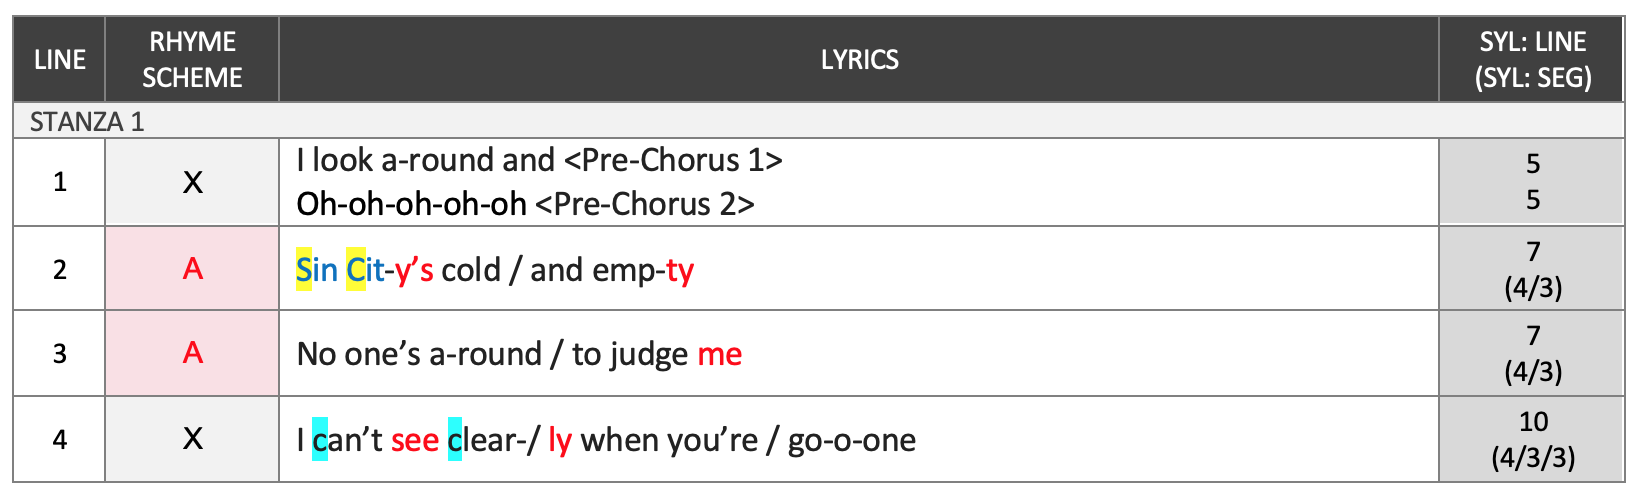 LINE
RHYME
SCHEME
LYRICS
SYL: LINE
(SYL: SEG)
STANZA 1
1
X
I look a-round and <Pre-Chorus 1>
Oh-oh-oh-oh-oh <Pre-Chorus 2>
5
5
2
A
Sin Cit-y’s cold / and emp-ty
7
(4/3)
3
A
No one’s a-round / to judge me
7
(4/3)
4
X
I can’t see clear-/ ly when you’re / go-o-one
10
(4/3/3)